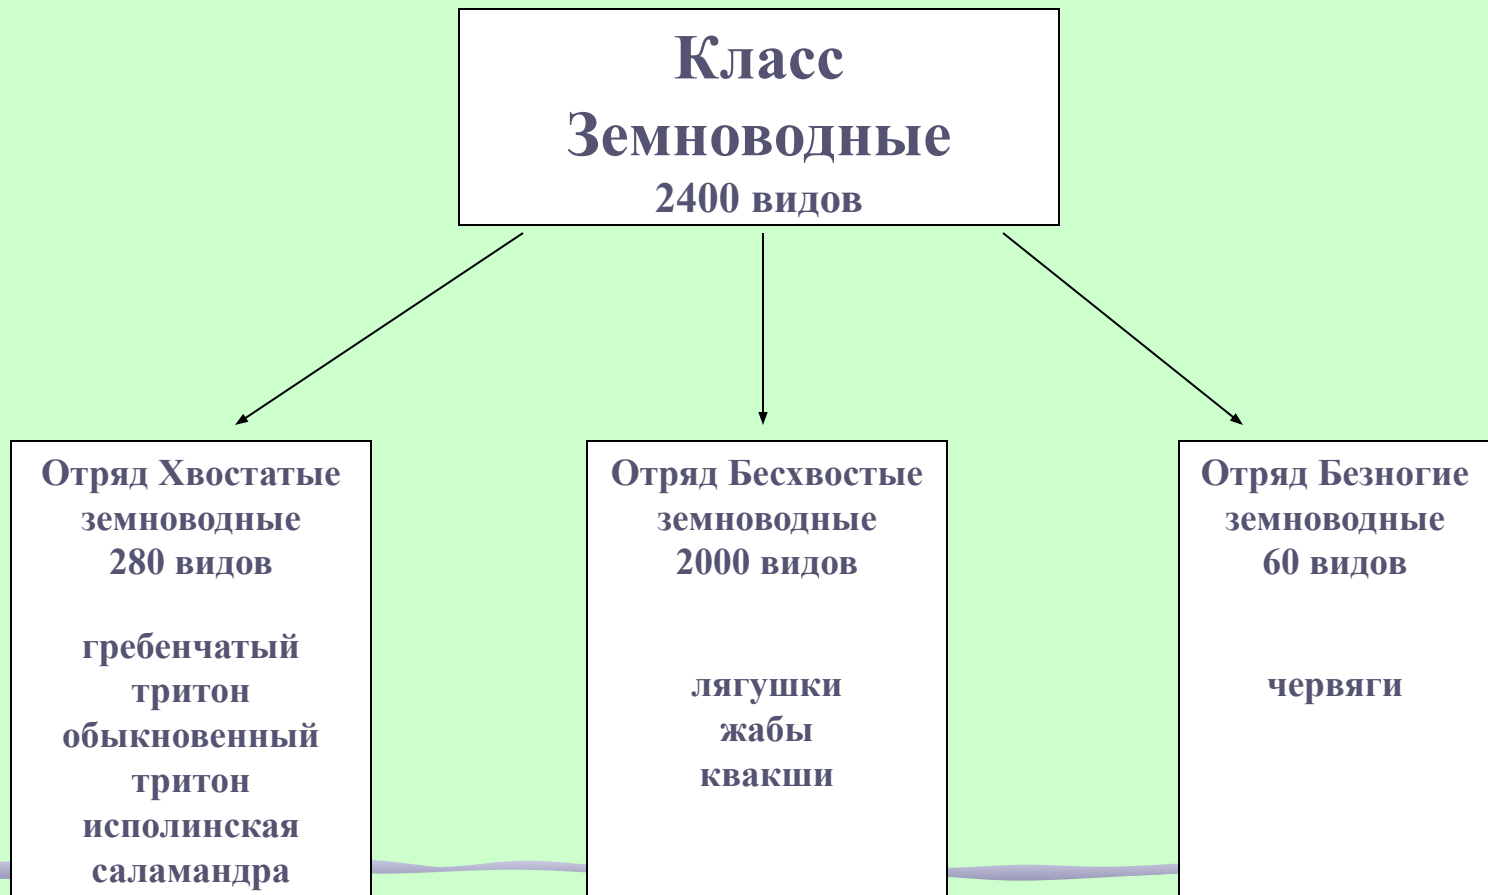 Класс
Земноводные
2400 видов
Отряд Хвостатые
земноводные
280 видов
гребенчатый
тритон
обыкновенный
тритон
исполинская
саламандра
Отряд Бесхвостые
земноводные
2000 видов
лягушки
жабы
квакши
Отряд Безногие
земноводные
60 видов
червяги